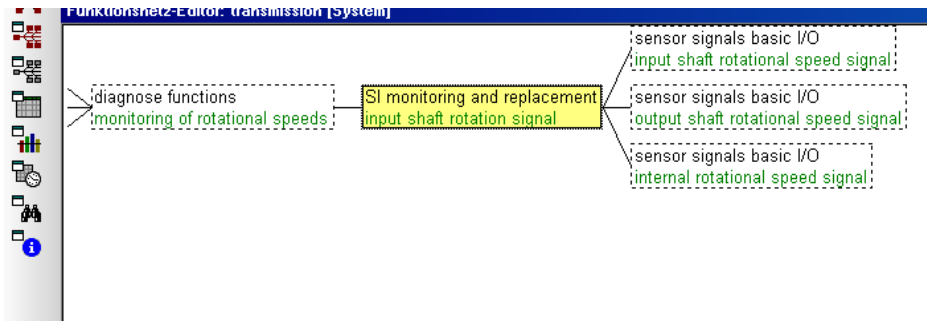 Funktionsnetz-Editor: transmission [System]
sensor signals basic I/O
input shaft rotational speed signal
diagnose functions
monitoring of rotational speeds
SI monitoring and replacement
input shaft rotation signal
sensor signals basic I/O
output shaft rotational speed signal
sensor signals basic I/O
internal rotational speed signal